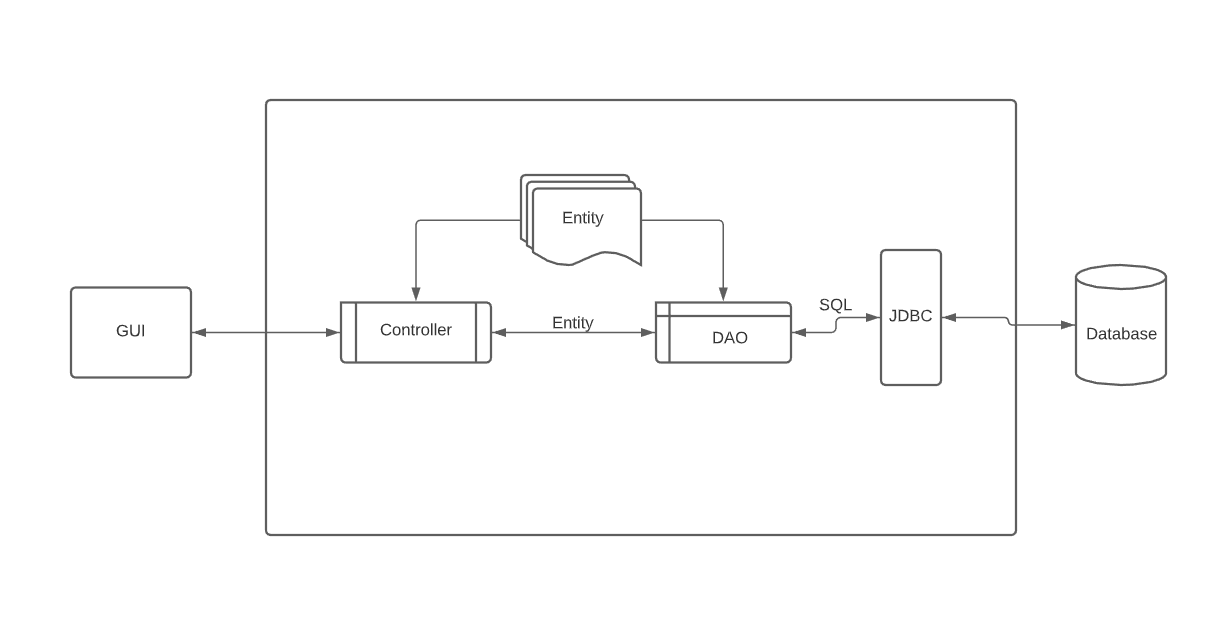 Entity
GUI
Controller
Entity
DAO
SQL
JDBC
Database